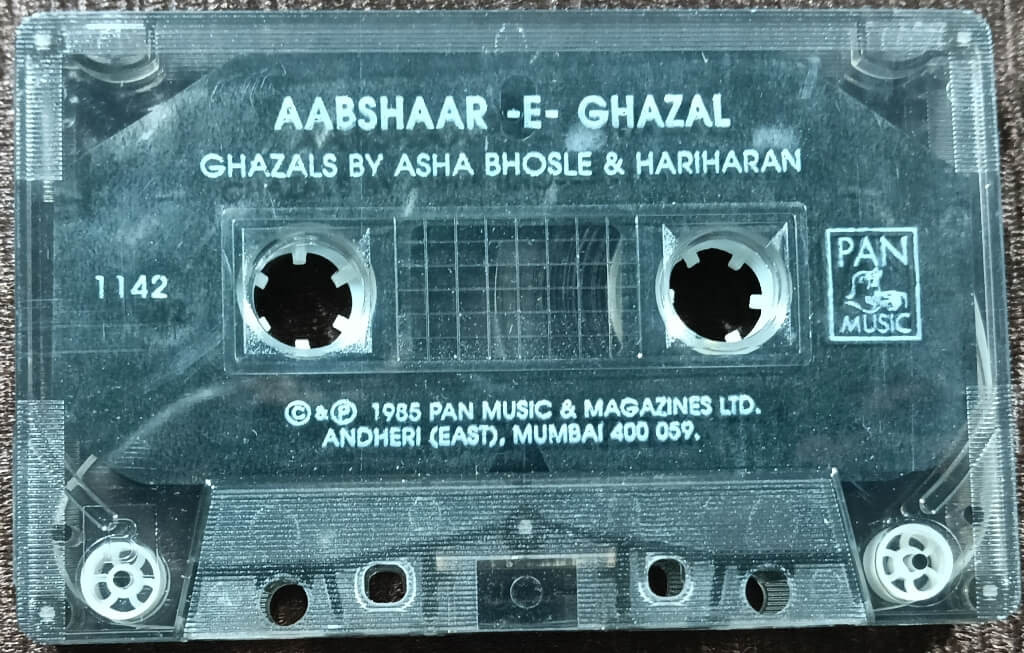 AABSHAAR -E- GHAZAL
GHAZALS BY ASHA BHOSLE & HARIHARAN
1142
PAN
MUSIC
© & ℗ 1985 PAN MUSIC & MAGAZINES LTD.
ANDHERI (EAST), MUMBAI 400 059.